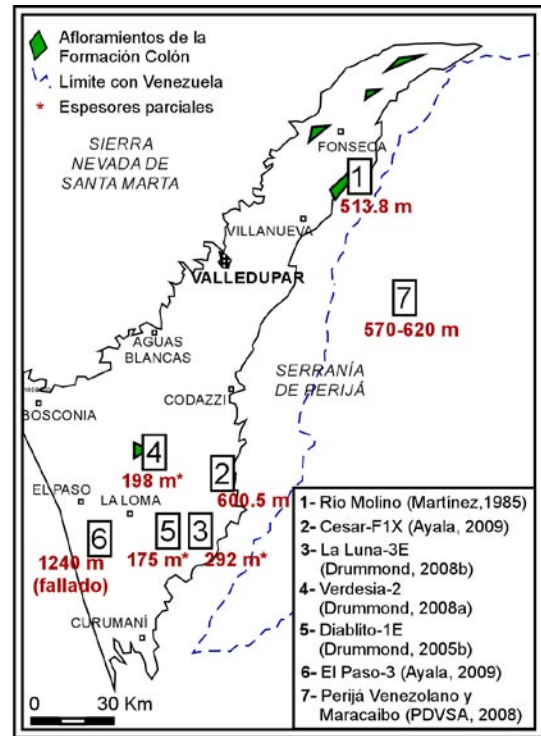 Afloramientos de la
Formación Colón
Límite con Venezuela
* Espesores parciales
SIERRA
NEVADA DE
SANTA MARTA
FONSECA
1
513.8 m
VILLANUEVA
VALLEDUPAR
7
570-620 m
AGUAS
BLANCAS
SERRANÍA
DE PERIJÁ
CODAZZI
BOSCONIA
4
198 m*
2
600.5 m
EL PASO
LA LOMA
6
5
3
1240 m
(fallado)
175 m*
292 m*
CURUMANÍ
0 30 Km
1- Río Molino (Martinez,1985)
2- Cesar-F1X (Ayala, 2009)
3- La Luna-3E
(Drummond, 2008b)
4- Verdesia-2
(Drummond, 2008a)
5- Diablito-1E
(Drummond, 2005b)
6- El Paso-3 (Ayala, 2009)
7- Perijá Venezolano y
Maracaibo (PDVSA, 2008)